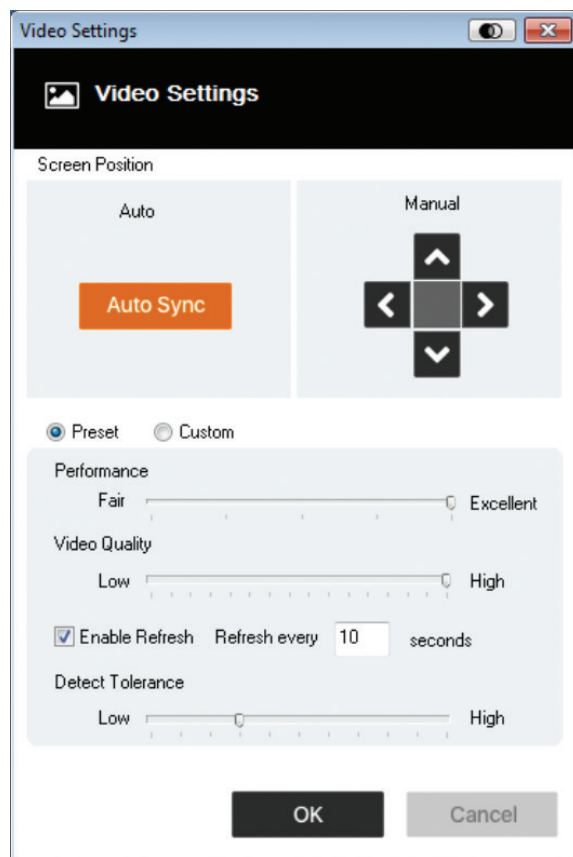 Video Settings
Video Settings
Screen Position
Auto
Manual
Auto Sync
Preset Custom
Performance
Fair Excellent
Video Quality
Low High
Enable Refresh Refresh every 10 seconds
Detect Tolerance
Low High
OK Cancel